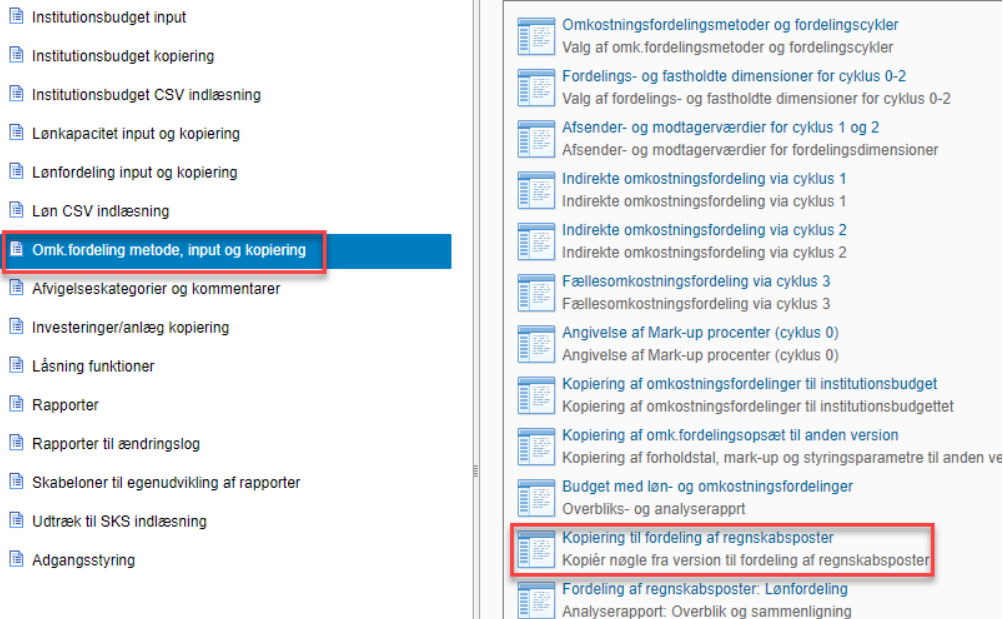 Institutionsbudget input
Institutionsbudget kopiering
Institutionsbudget CSV indlæsning
Lønkapacitet input og kopiering
Lønfordeling input og kopiering
Løn CSV indlæsning
Omk.fordeling metode, input og kopiering
Afvigelseskategorier og kommentarer
Investeringer/anlæg kopiering
Låsning funktioner
Rapporter
Rapporter til ændringslog
Skabeloner til egenudvikling af rapporter
Udtræk til SKS indlæsning
Adgangsstyring
Omkostningsfordelingsmetoder og fordelingscykler
Valg af omk.fordelingsmetoder og fordelingscykler
Fordelings- og fastholdte dimensioner for cyklus 0-2
Valg af fordelings- og fastholdte dimensioner for cyklus 0-2
Afsender- og modtagerværdier for cyklus 1 og 2
Afsender- og modtagerværdier for fordelingsdimensioner
Indirekte omkostningsfordeling via cyklus 1
Indirekte omkostningsfordeling via cyklus 1
Indirekte omkostningsfordeling via cyklus 2
Indirekte omkostningsfordeling via cyklus 2
Fællesomkostningsfordeling via cyklus 3
Fællesomkostningsfordeling via cyklus 3
Angivelse af Mark-up procenter (cyklus 0)
Angivelse af Mark-up procenter (cyklus 0)
Kopiering af omkostningsfordelinger til institutionsbudget
Kopiering af omkostningsfordelinger til institutionsbudgettet
Kopiering af omk.fordelingsopsæt til anden version
Kopiering af forholdstal, mark-up og styringsparametre til anden ve
Budget med løn- og omkostningsfordelinger
Overbliks- og analyserapprt
Kopiering til fordeling af regnskabsposter
Kopiér nøgle fra version til fordeling af regnskabsposter
Fordeling af regnskabsposter: Lønfordeling
Analyserapport: Overblik og sammenligning